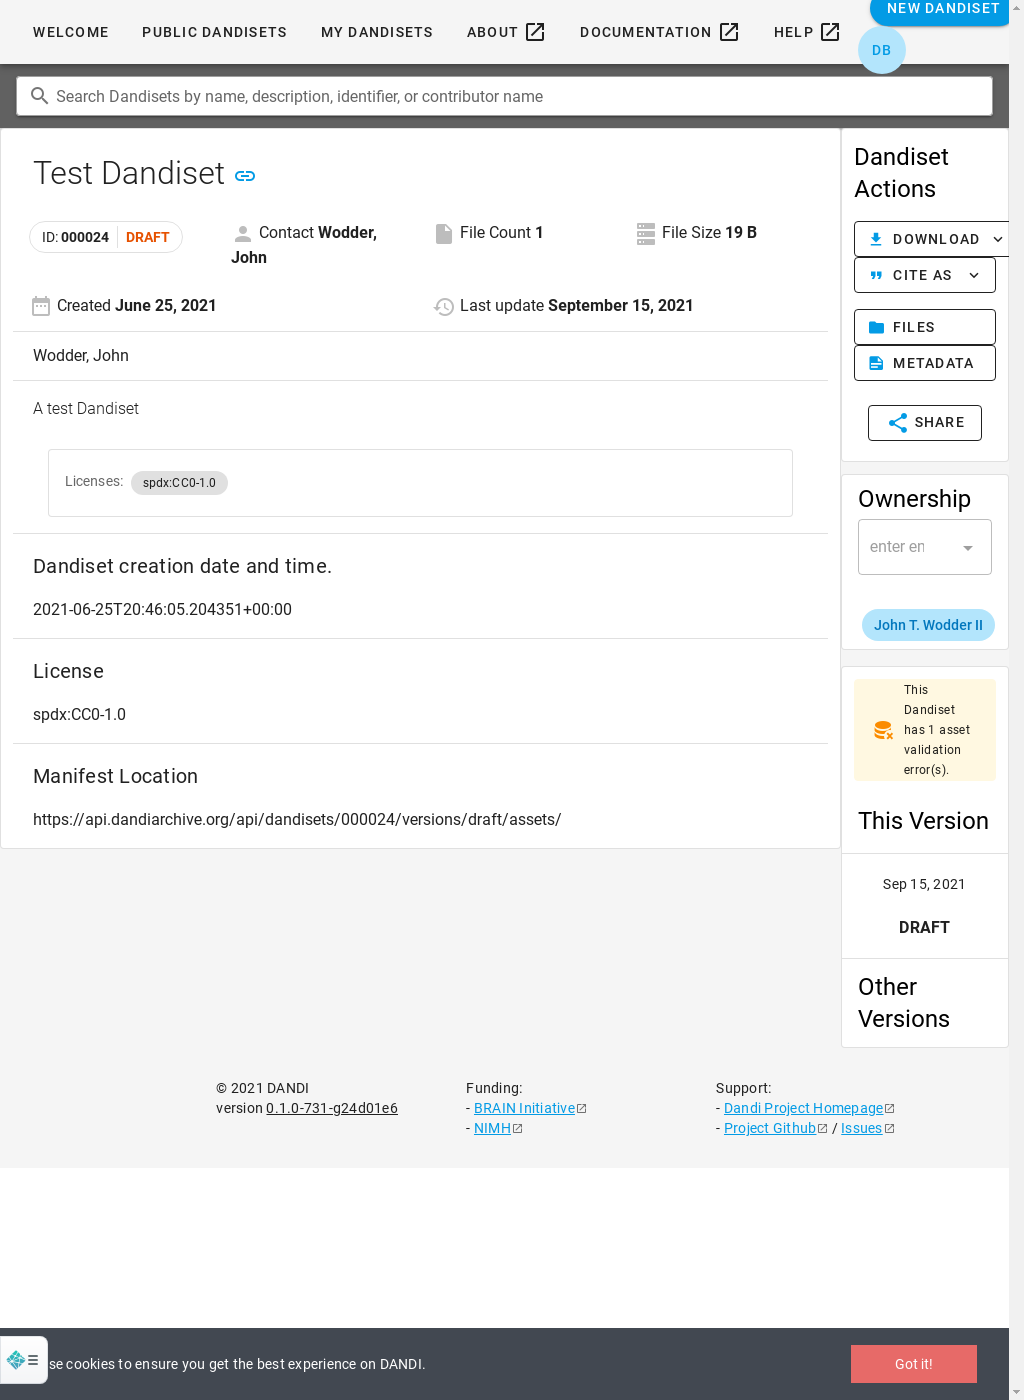 WELCOME PUBLIC DANDISETS MY DANDISETS ABOUT DOCUMENTATION HELP NEW DANDISET
DB
Search Dandisets by name, description, identifier, or contributor name
Test Dandiset
ID: 000024 DRAFT
Contact Wodder, John
File Count 1
File Size 19 B
Created June 25, 2021
Last update September 15, 2021
Wodder, John
A test Dandiset
Licenses: spdx:CC0-1.0
Dandiset creation date and time.
2021-06-25T20:46:05.204351+00:00
License
spdx:CC0-1.0
Manifest Location
https://api.dandiarchive.org/api/dandisets/000024/versions/draft/assets/
Dandiset
Actions
DOWNLOAD
CITE AS
FILES
METADATA
SHARE
Ownership
enter
John T. Wodder II
This
Dandiset
has 1 asset
validation
error(s).
This Version
Sep 15, 2021
DRAFT
Other
Versions
© 2021 DANDI
version 0.1.0-731-g24d01e6
Funding:
- BRAIN Initiative
- NIMH
Support:
- Dandi Project Homepage
- Project Github / Issues
se cookies to ensure you get the best experience on DANDI.
Got it!